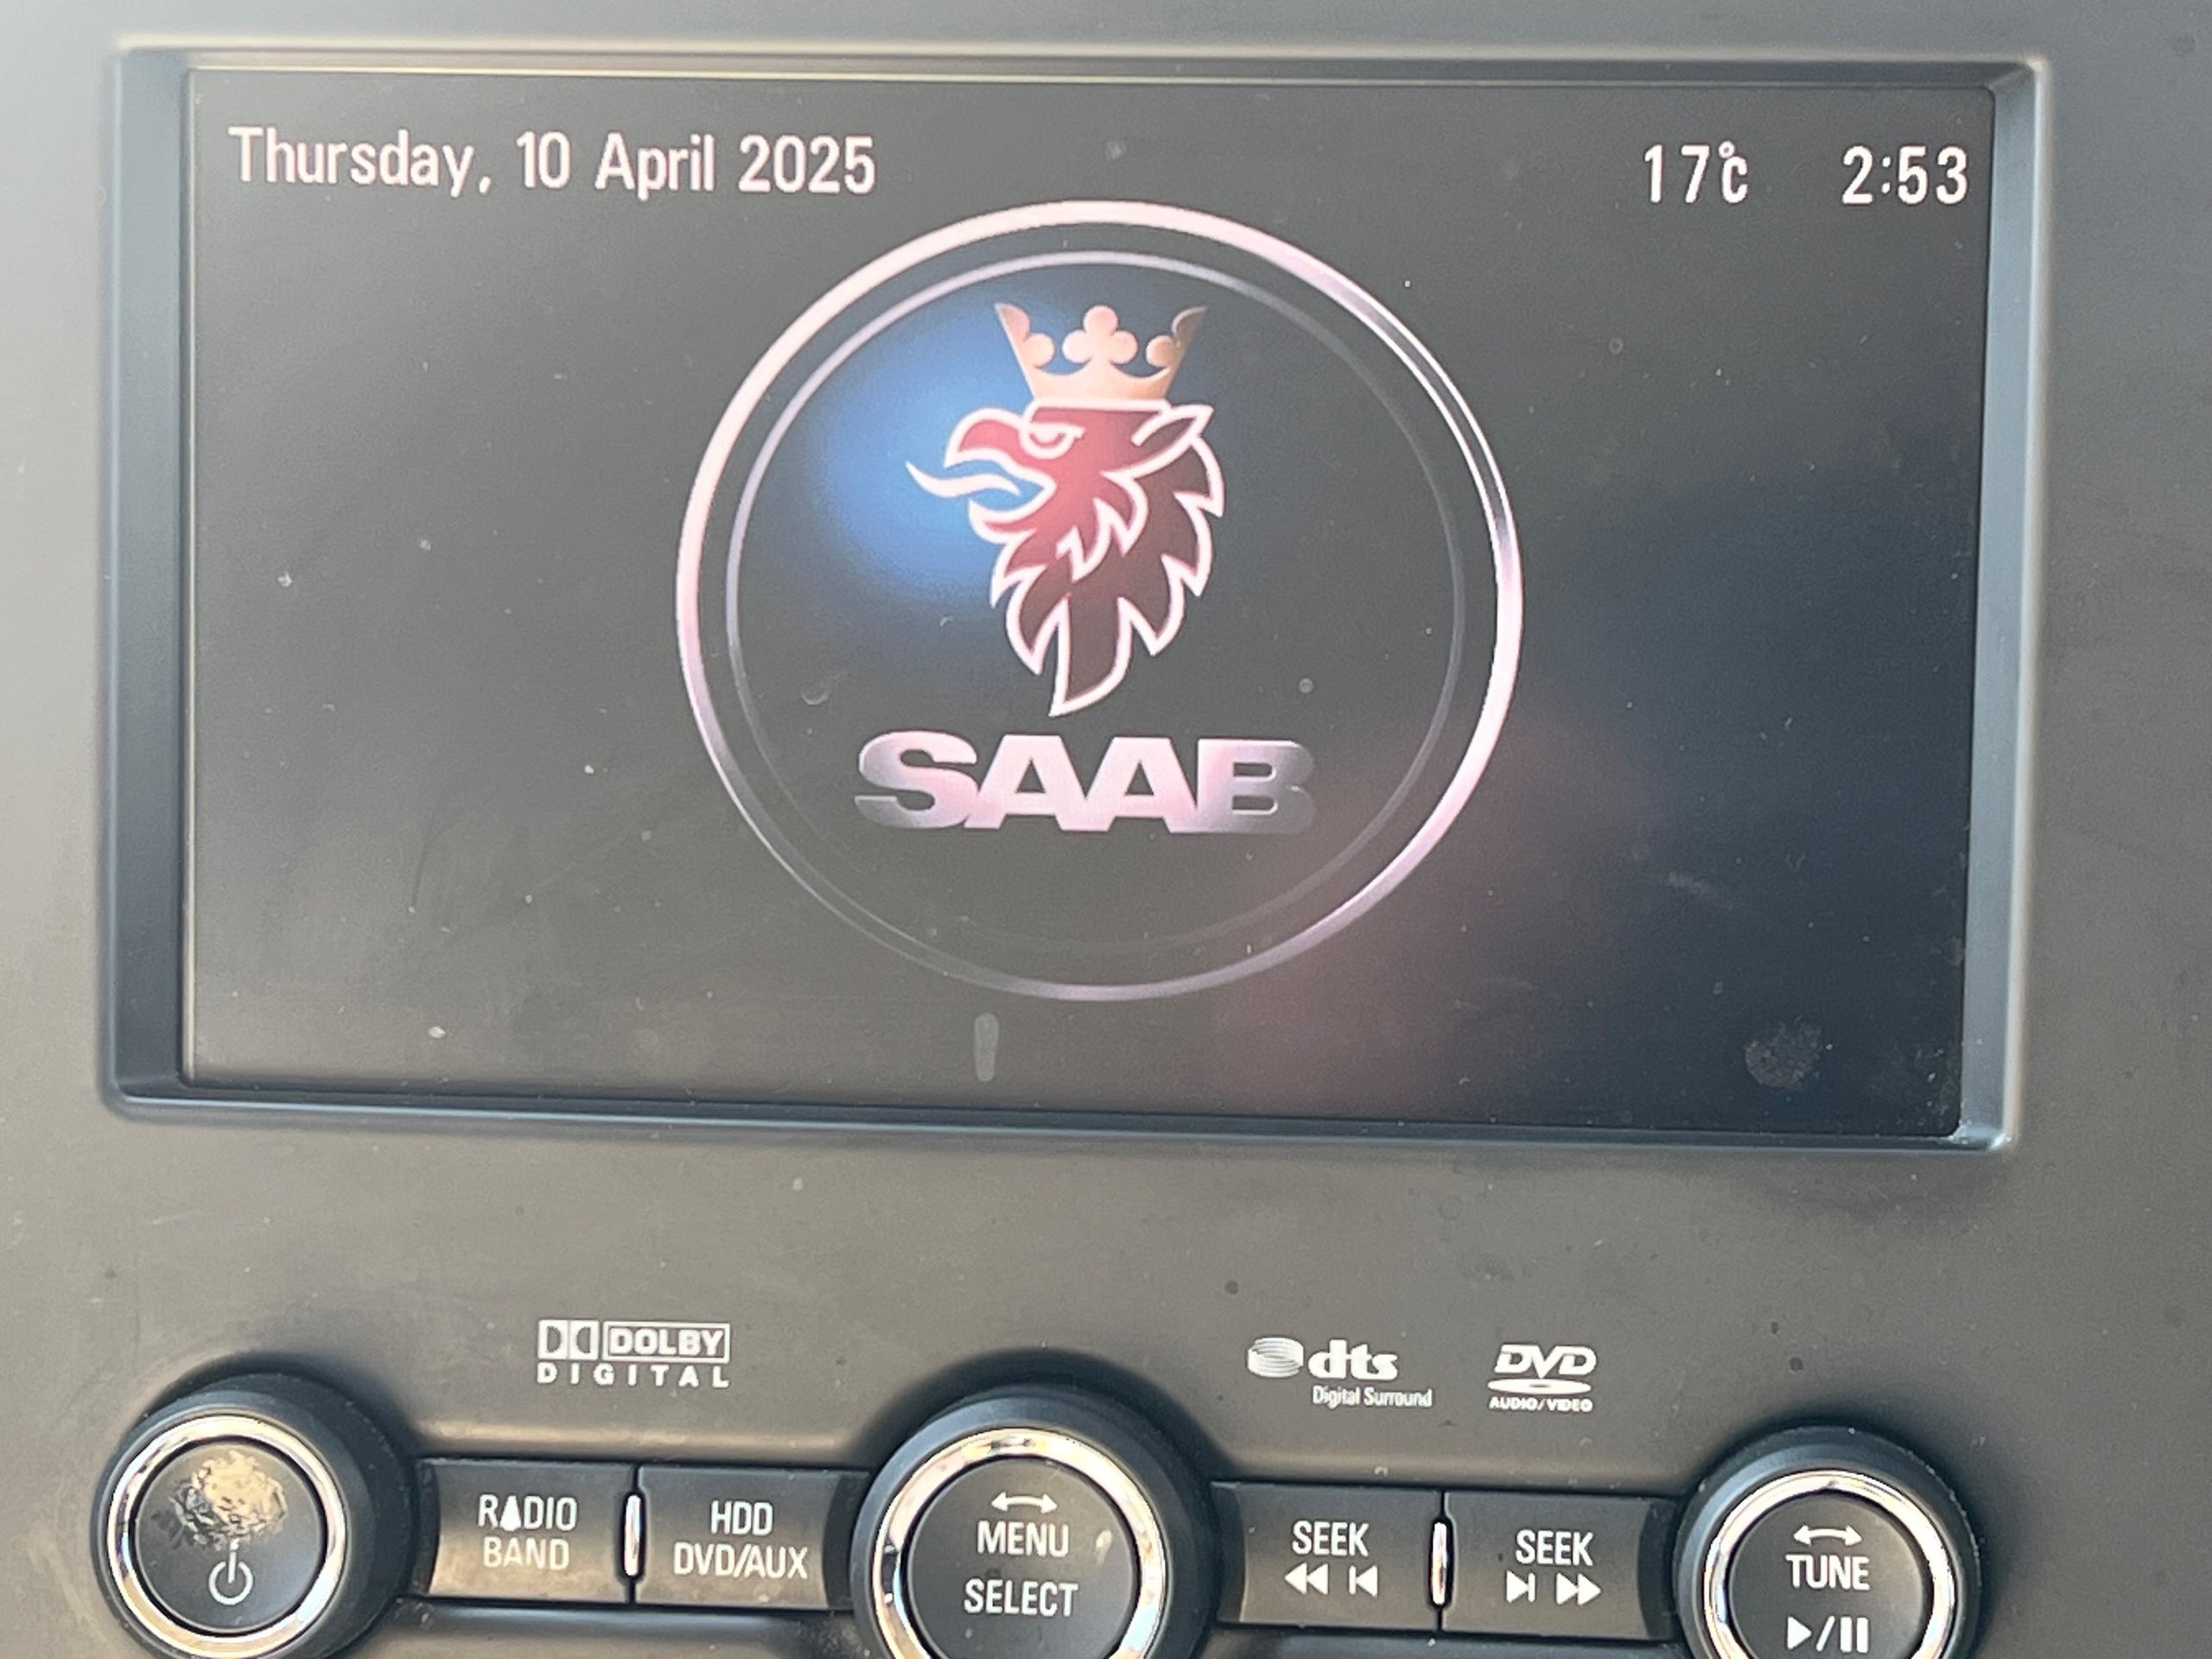 Thursday, 10 April 2025 17°C 2:53
SAAB
DOLBY
DIGITAL
dts
Digital Surround
DVD
AUDIO/VIDEO
RADIO
BAND
HDD
DVD/AUX
MENU
SELECT
SEEK
SEEK
TUNE